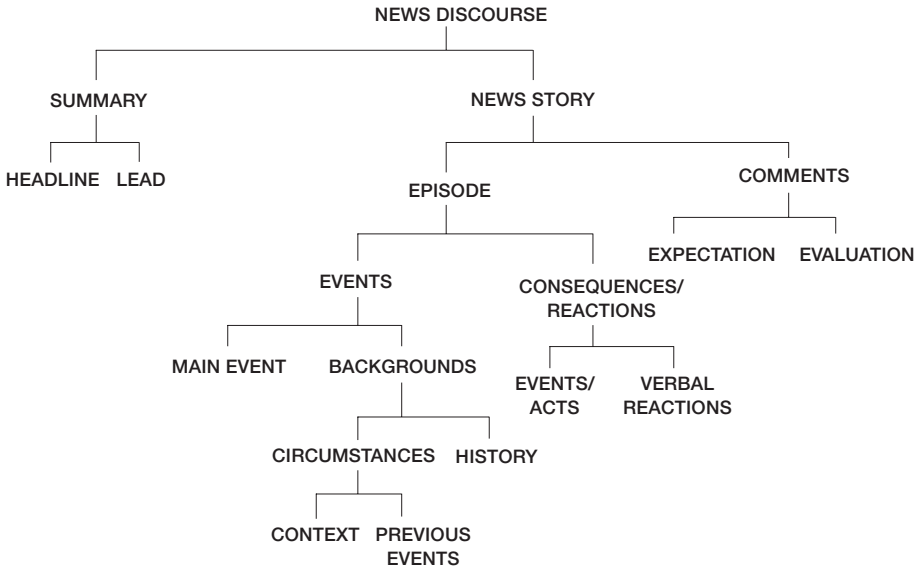 NEWS DISCOURSE
SUMMARY
NEWS STORY
HEADLINE
LEAD
EPISODE
COMMENTS
EXPECTATION
EVALUATION
EVENTS
CONSEQUENCES/
REACTIONS
MAIN EVENT
BACKGROUNDS
EVENTS/
ACTS
VERBAL
REACTIONS
CIRCUMSTANCES
HISTORY
CONTEXT
PREVIOUS
EVENTS